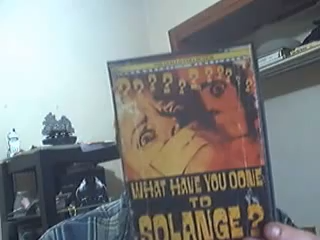 ? ? ? ? ? ? ? ? ? ?
WHAT HAVE YOU DONE
TO
SOLANGE ?